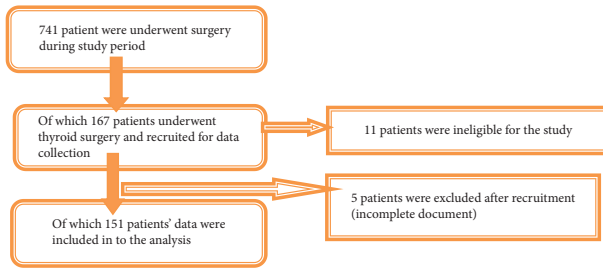 741 patient were underwent surgery
during study period
Of which 167 patients underwent
thyroid surgery and recruited for data
collection
11 patients were ineligible for the study
5 patients were excluded after recruitment
(incomplete document)
Of which 151 patients' data were
included in to the analysis